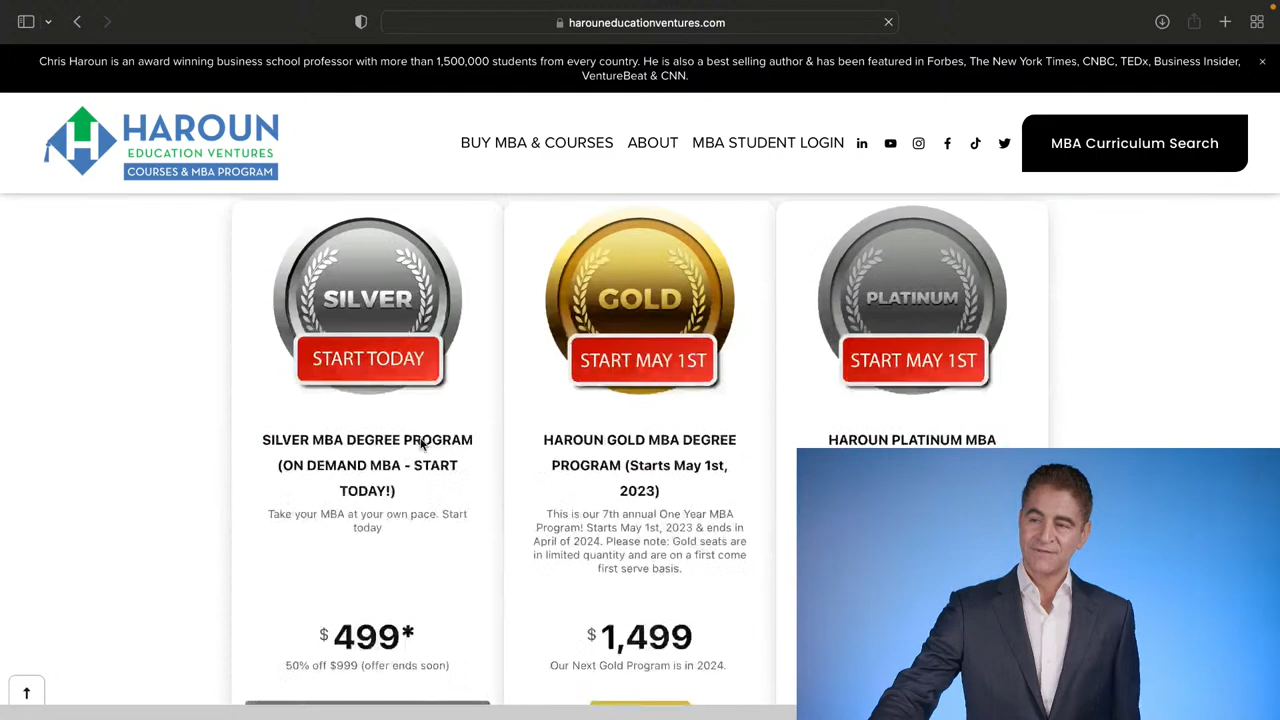 harouneducationventures.com
Chris Haroun is an award winning business school professor with more than 1,500,000 students from every country. He is also a best selling author & has been featured in Forbes, The New York Times, CNBC, TEDx, Business Insider,
VentureBeat & CNN.
H HAROUN
EDUCATION VENTURES
COURSES & MBA PROGRAM
BUY MBA & COURSES
ABOUT
MBA STUDENT LOGIN
MBA Curriculum Search
SILVER
START TODAY
SILVER MBA DEGREE PROGRAM
(ON DEMAND MBA - START
TODAY!)
Take your MBA at your own pace. Start
today
$ 499*
50% off $999 (offer ends soon)
GOLD
START MAY 1ST
HAROUN GOLD MBA DEGREE
PROGRAM (Starts May 1st,
2023)
This is our 7th annual One Year MBA
Program! Starts May 1st, 2023 & ends in
April of 2024. Please note: Gold seats are
in limited quantity and are on a first come
first serve basis.
$ 1,499
Our Next Gold Program is in 2024.
PLATINUM
START MAY 1ST
HAROUN PLATINUM MBA